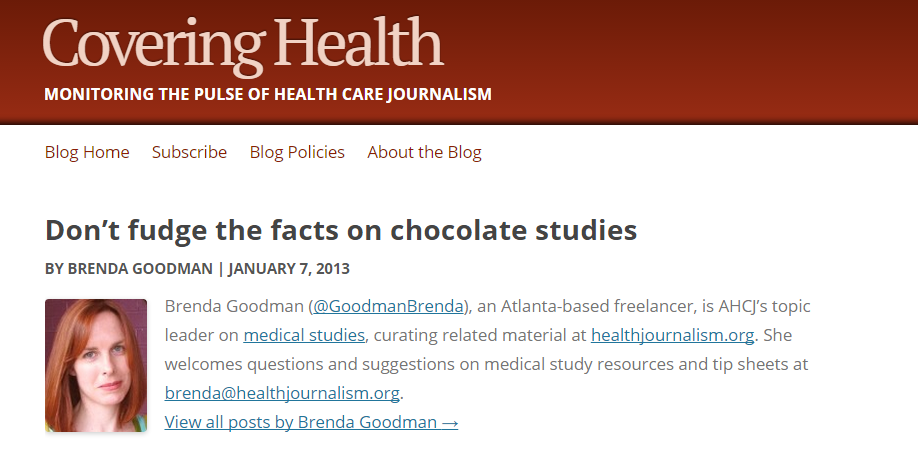 Covering Health
MONITORING THE PULSE OF HEALTH CARE JOURNALISM
Blog Home Subscribe Blog Policies About the Blog
Don’t fudge the facts on chocolate studies
BY BRENDA GOODMAN | JANUARY 7, 2013
Brenda Goodman (@GoodmanBrenda), an Atlanta-based freelancer, is AHCJ’s topic
leader on medical studies, curating related material at healthjournalism.org. She
welcomes questions and suggestions on medical study resources and tip sheets at
brenda@healthjournalism.org.
View all posts by Brenda Goodman →